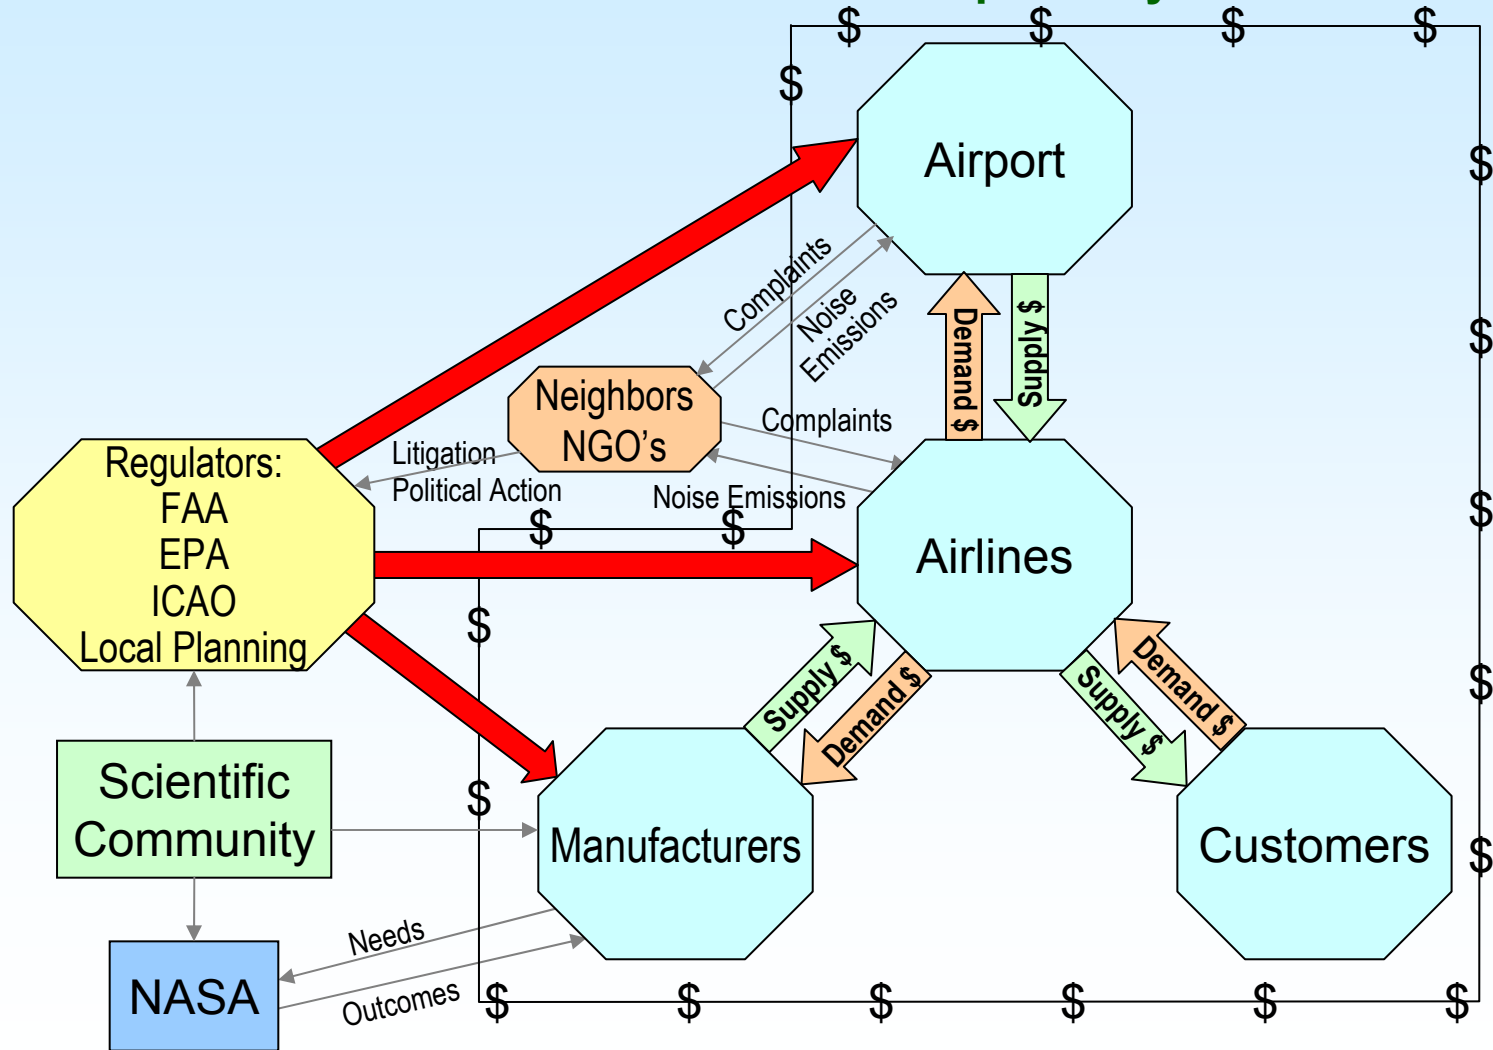 $ $ $ $
$
Airport
$
Complaints
Noise
Emissions
Demand $
Supply $
$
Neighbors
NGO's
Complaints
Litigation
Political Action
Noise Emissions
$ $
$
Regulators:
FAA
EPA
ICAO
Local Planning
Airlines
$
Supply $
Demand $
Supply $
Demand $
$
Scientific
Community
$
Manufacturers
Customers
$
Needs
Outcomes
NASA
$ $ $ $ $ $